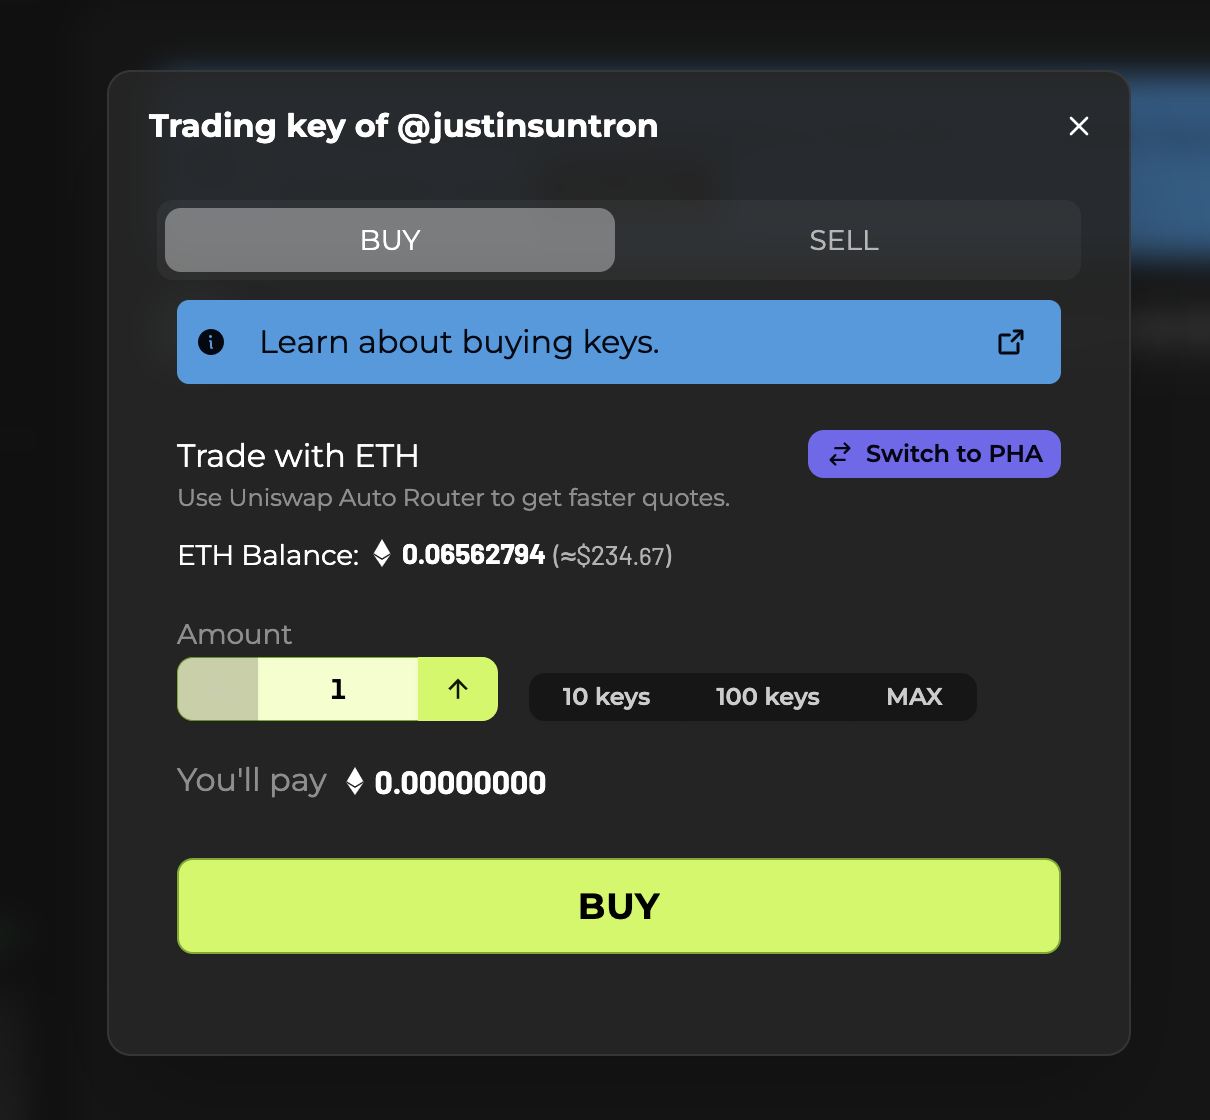 Trading key of @justinsuntron
BUY
SELL
Learn about buying keys.
Trade with ETH
Switch to PHA
Use Uniswap Auto Router to get faster quotes.
ETH Balance: 0.06562794 (≈$234.67)
Amount
1
10 keys
100 keys
MAX
You'll pay 0.00000000
BUY